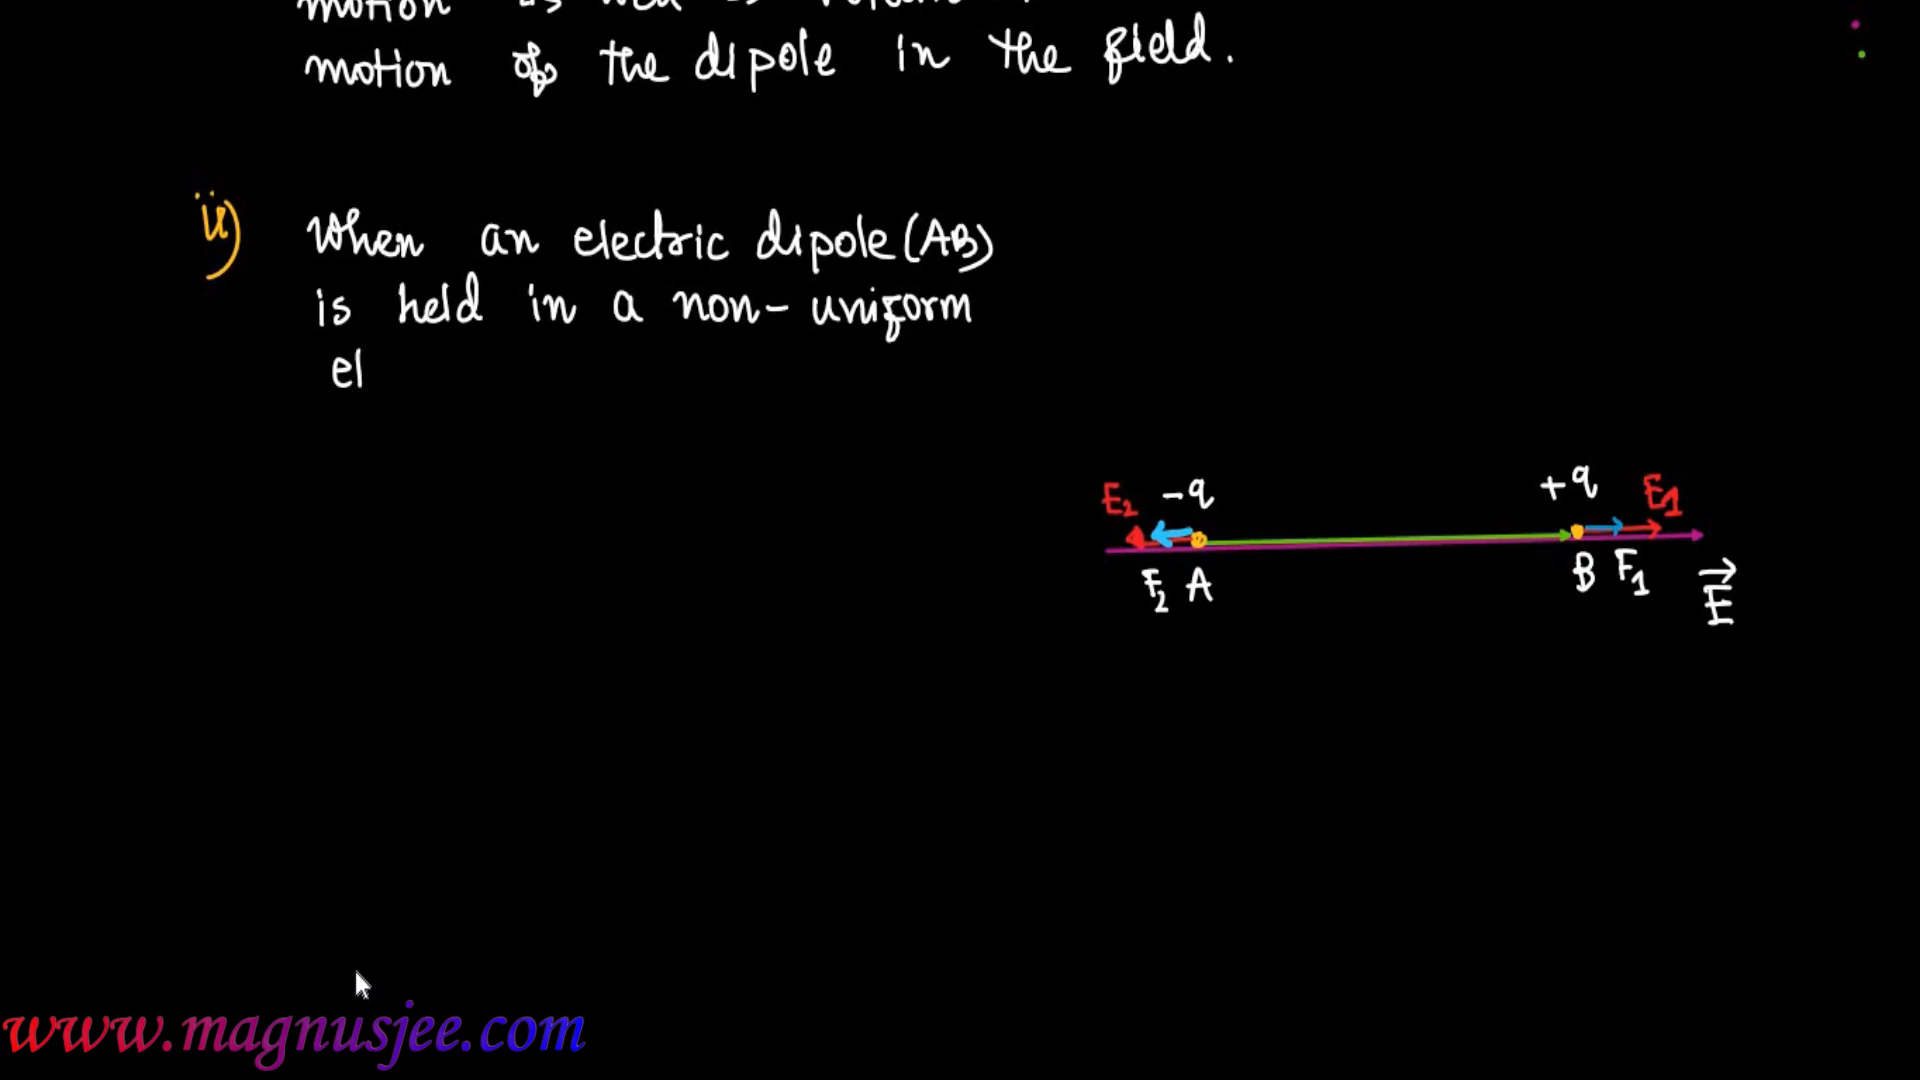 motion of the dipole in the field.
ii) When an electric dipole (AB)
is held in a non-uniform
el
E2 -q +q E1
F2 A B F1 E
www.magnusjee.com